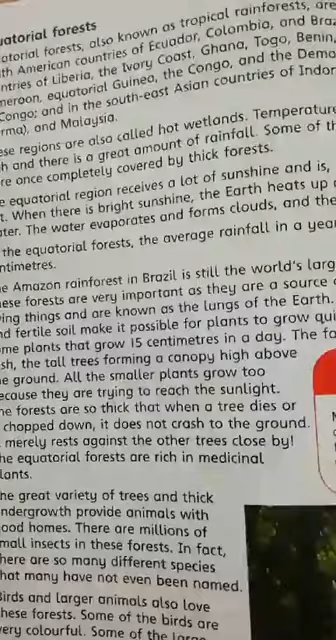 uatorial forests
uatorial forests, also known as tropical rainforests, are
th American countries of Ecuador, Colombia, and Braz
ntries of Liberia, the Ivory Coast, Ghana, Togo, Benin,
meroon, equatorial Guinea, the Congo, and the Demo
Congo; and in the south-east Asian countries of Indon
rma), and Malaysia.
ese regions are also called hot wetlands. Temperature
h and there is a great amount of rainfall. Some of th
re once completely covered by thick forests.
e equatorial region receives a lot of sunshine and is,
t. When there is bright sunshine, the Earth heats up
ater. The water evaporates and forms clouds, and the
the equatorial forests, the average rainfall in a year
ntimetres.
e Amazon rainforest in Brazil is still the world's larg
ese forests are very important as they are a source
ving things and are known as the lungs of the Earth.
nd fertile soil make it possible for plants to grow qui
ome plants that grow 15 centimetres in a day. The fo
sh, the tall trees forming a canopy high above
e ground. All the smaller plants grow too
ecause they are trying to reach the sunlight.
he forests are so thick that when a tree dies or
chopped down, it does not crash to the ground.
merely rests against the other trees close by!
he equatorial forests are rich in medicinal
lants.
he great variety of trees and thick
ndergrowth provide animals with
ood homes. There are millions of
mall insects in these forests. In fact,
here are so many different species
hat many have not even been named.
Birds and larger animals also love
hese forests. Some of the birds are
very colourful. Some of the large